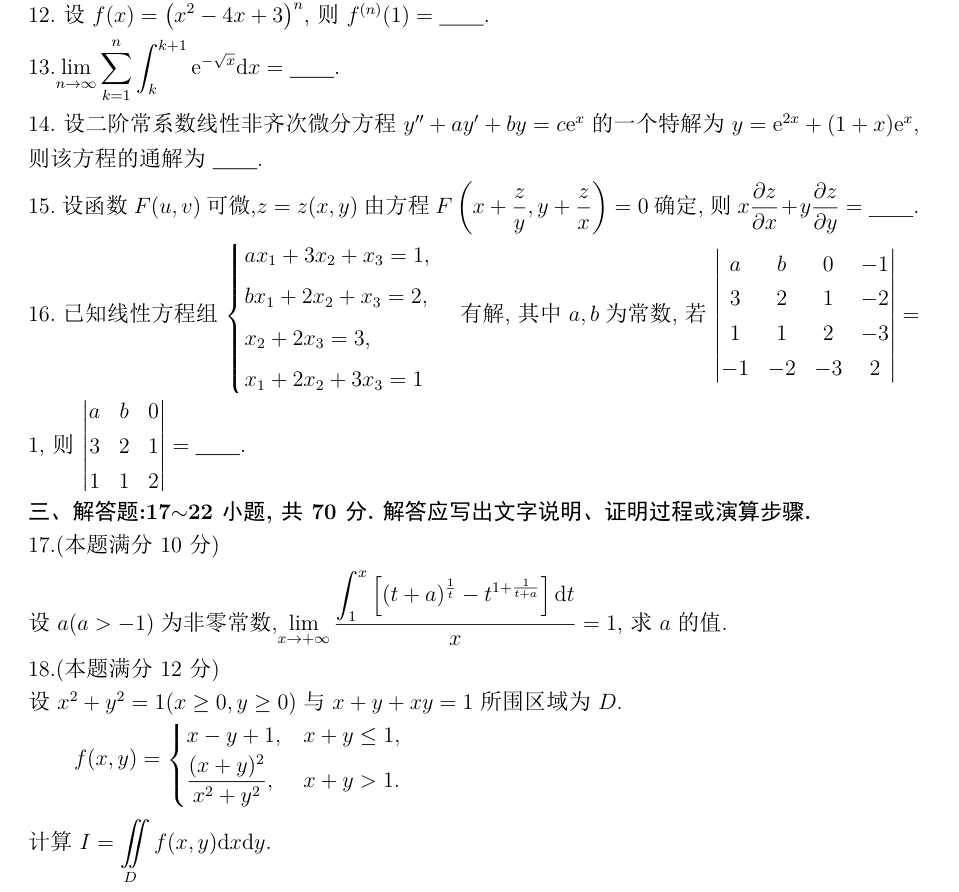 12. 设 f(x) = (x² − 4x + 3)ⁿ, 则 f⁽ⁿ⁾(1) = ____.
13. lim_{n→∞} ∑_{k=1}^{n} ∫_{k}^{k+1} e^{−√x}dx = ____.
14. 设二阶常系数线性非齐次微分方程 y″ + ay′ + by = ceˣ 的一个特解为 y = e^{2x} + (1 + x)eˣ,
则该方程的通解为 ____.
15. 设函数 F(u, v) 可微,z = z(x, y) 由方程 F(x + z/y, y + z/x) = 0 确定, 则 x ∂z/∂x + y ∂z/∂y = ____.
16. 已知线性方程组 { ax₁ + 3x₂ + x₃ = 1, bx₁ + 2x₂ + x₃ = 2, x₂ + 2x₃ = 3, x₁ + 2x₂ + 3x₃ = 1 有解, 其中 a, b 为常数, 若 | a b 0 −1 ; 3 2 1 −2 ; 1 1 2 −3 ; −1 −2 −3 2 | =
1, 则 | a b 0 ; 3 2 1 ; 1 1 2 | = ____.
三、解答题:17~22 小题, 共 70 分. 解答应写出文字说明、证明过程或演算步骤.
17.(本题满分 10 分)
设 a(a > −1) 为非零常数, lim_{x→+∞} ∫_{1}^{x} [(t + a)^{1/t} − t^{1+1/(t+a)}] dt / x = 1, 求 a 的值.
18.(本题满分 12 分)
设 x² + y² = 1(x ≥ 0, y ≥ 0) 与 x + y + xy = 1 所围区域为 D.
f(x, y) = { x − y + 1, x + y ≤ 1, (x + y)²/(x² + y²), x + y > 1.
计算 I = ∬_D f(x, y)dxdy.